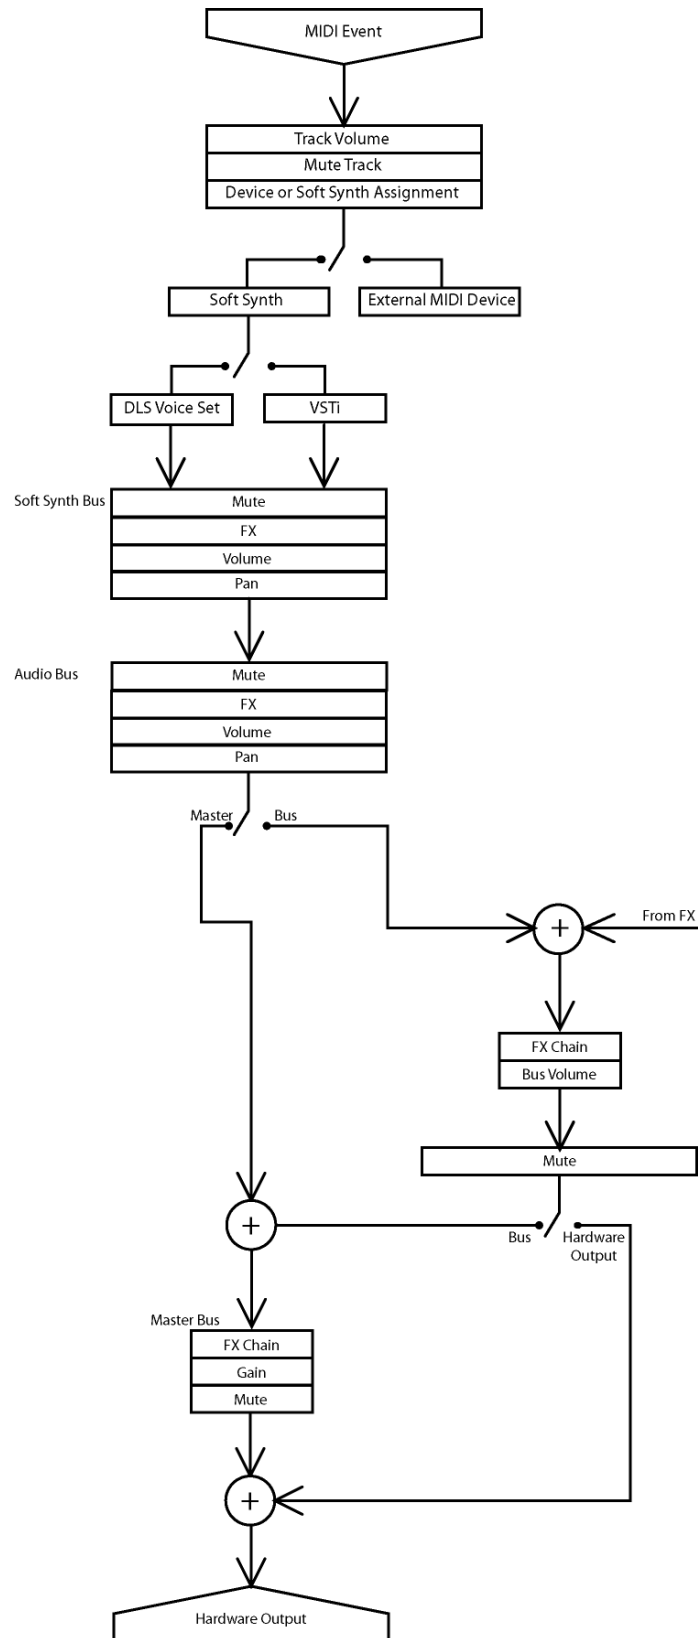 MIDI Event
Track Volume
Mute Track
Device or Soft Synth Assignment
Soft Synth
External MIDI Device
DLS Voice Set
VSTi
Soft Synth Bus
Mute
FX
Volume
Pan
Audio Bus
Mute
FX
Volume
Pan
Master
Bus
From FX
+
FX Chain
Bus Volume
Mute
+
Bus
Hardware
Output
Master Bus
FX Chain
Gain
Mute
+
Hardware Output